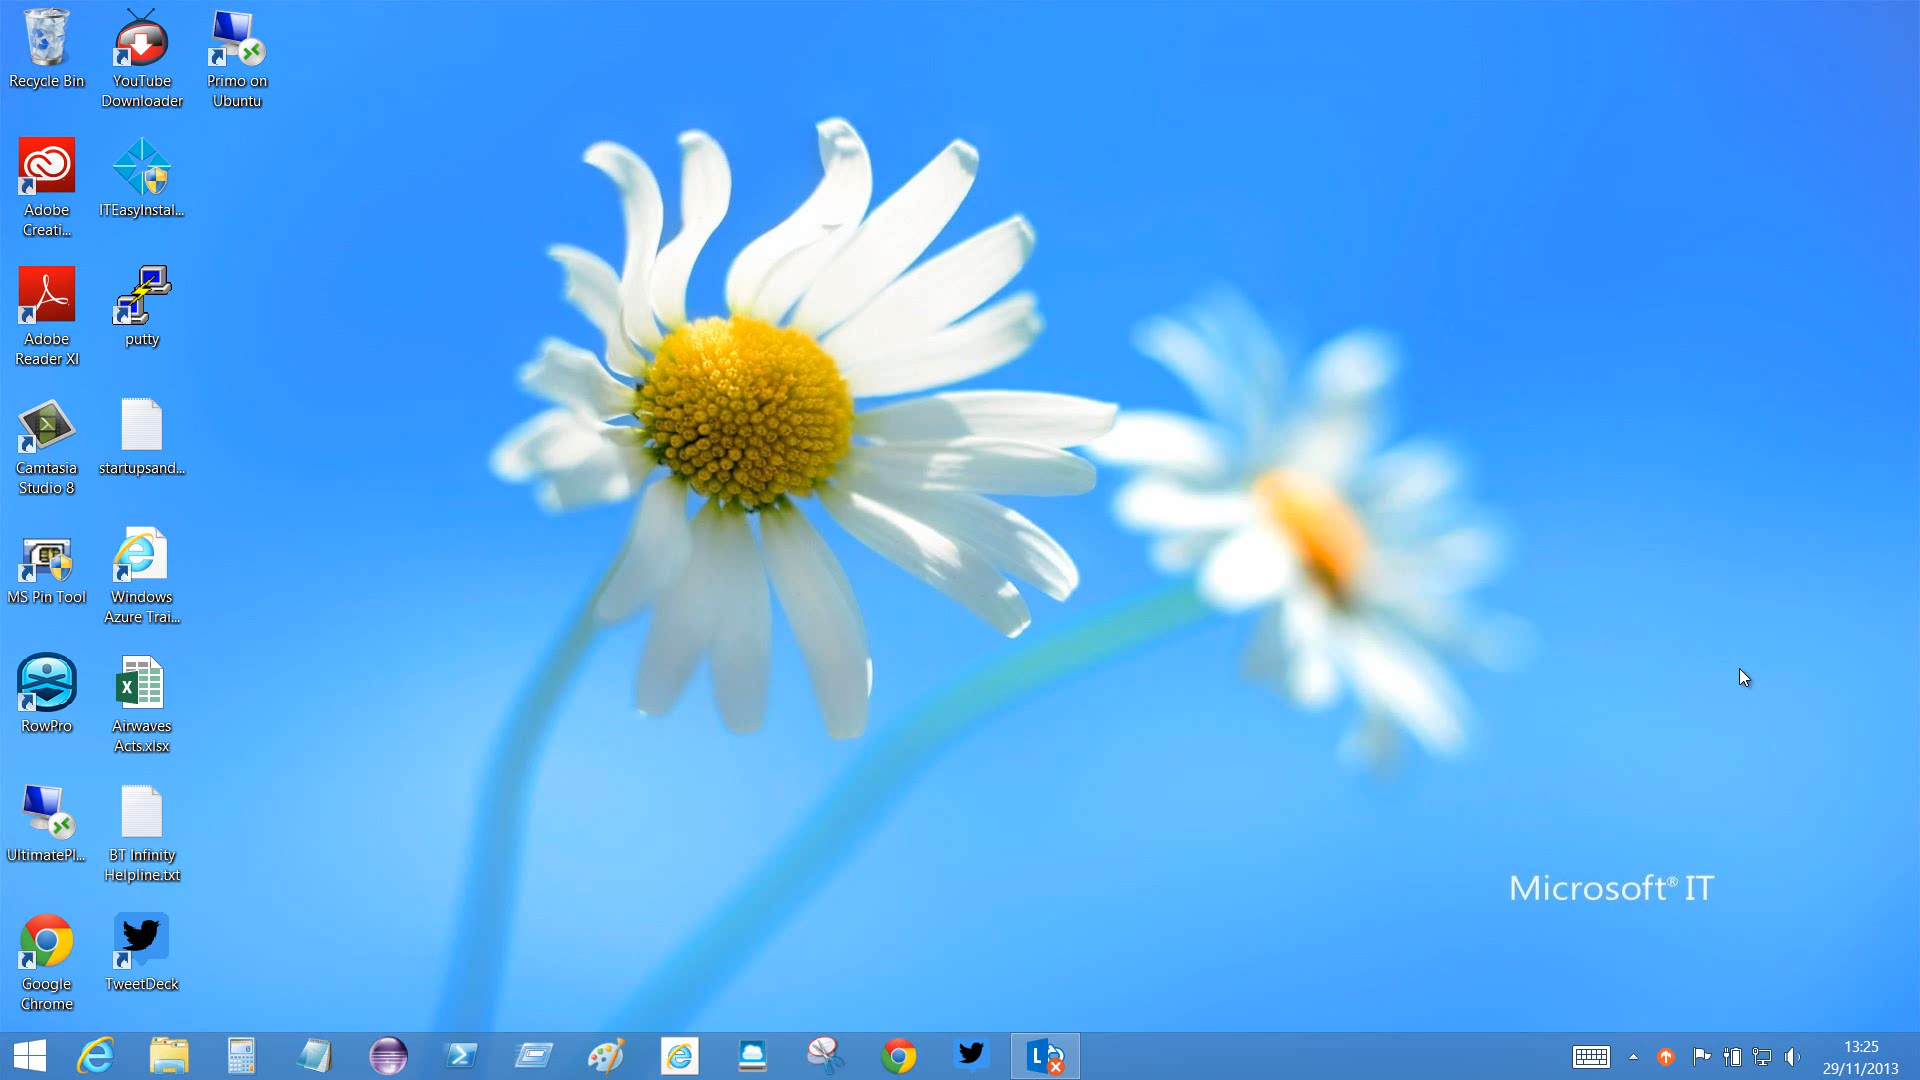 Recycle Bin
YouTube
Downloader
Primo on
Ubuntu
Adobe
Creati...
ITEasyInstal...
Adobe
Reader XI
putty
Camtasia
Studio 8
startupsand...
MS Pin Tool
Windows
Azure Trai...
RowPro
Airwaves
Acts.xlsx
UltimatePl...
BT Infinity
Helpline.txt
Google
Chrome
TweetDeck
Microsoft® IT
13:25
29/11/2013